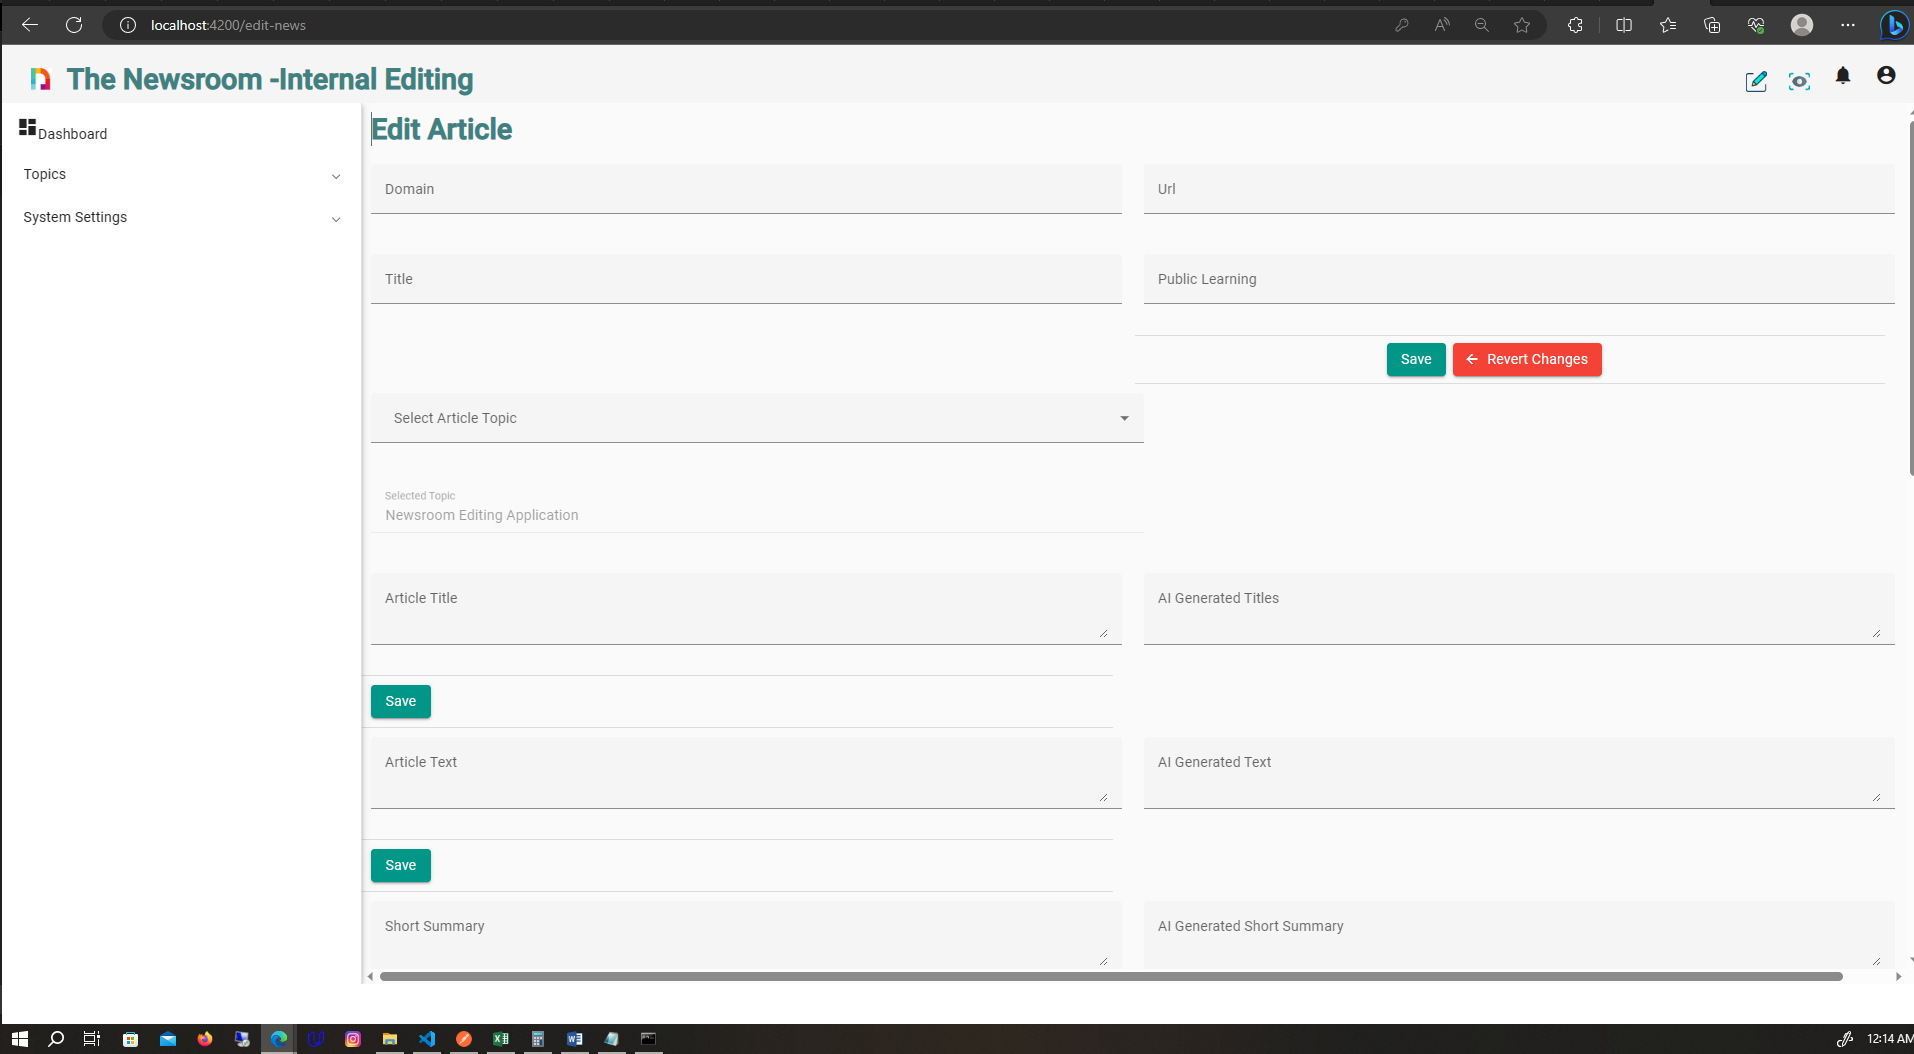 localhost:4200/edit-news
The Newsroom -Internal Editing
Dashboard
Topics
System Settings
Edit Article
Domain
Url
Title
Public Learning
Save
Revert Changes
Select Article Topic
Selected Topic
Newsroom Editing Application
Article Title
AI Generated Titles
Save
Article Text
AI Generated Text
Save
Short Summary
AI Generated Short Summary
12:14 AM